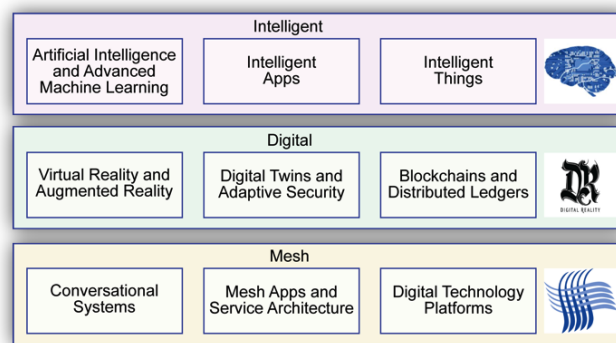 Intelligent
Artificial Intelligence
and Advanced
Machine Learning
Intelligent
Apps
Intelligent
Things
Digital
Virtual Reality and
Augmented Reality
Digital Twins and
Adaptive Security
Blockchains and
Distributed Ledgers
DR
DIGITAL REALITY
Mesh
Conversational
Systems
Mesh Apps and
Service Architecture
Digital Technology
Platforms